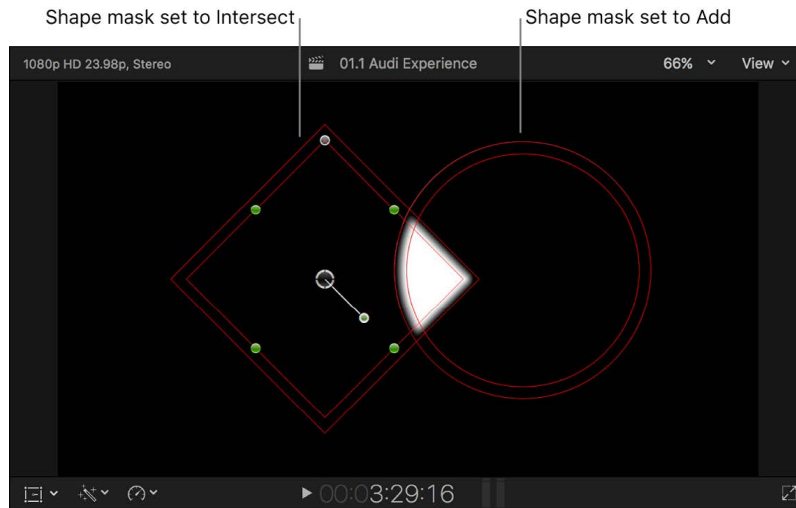 Shape mask set to Intersect
Shape mask set to Add
1080p HD 23.98p, Stereo
01.1 Audi Experience
66%
View
00:03:29:16